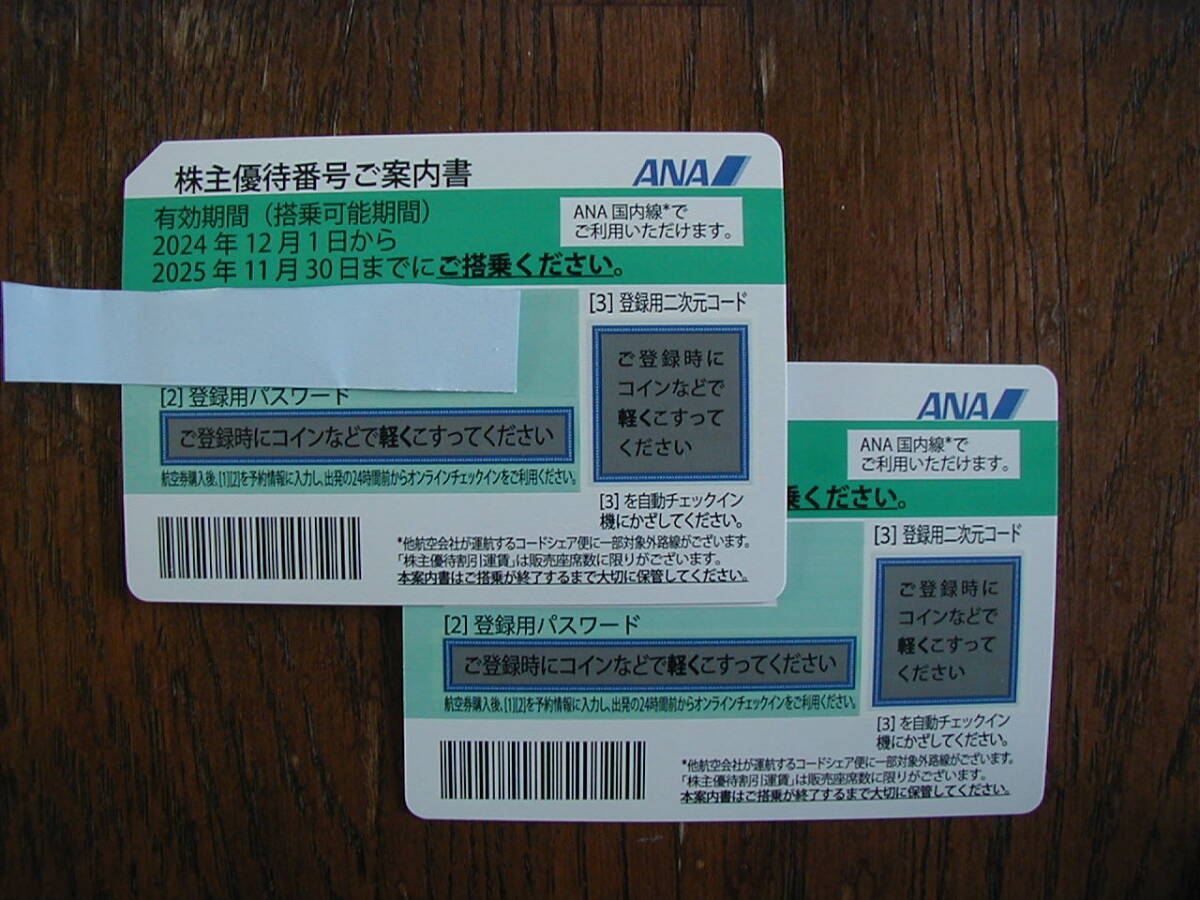 株主優待番号ご案内書
ANA
有効期間（搭乗可能期間）
2024 年 12 月 1 日から
2025 年 11 月 30 日までにご搭乗ください。
ANA 国内線*で
ご利用いただけます。
[3] 登録用二次元コード
ご登録時に
コインなどで
軽くこすって
ください
[2] 登録用パスワード
ご登録時にコインなどで軽くこすってください
航空券購入後、[1][2]を予約情報に入力し、出発の24時間前からオンラインチェックインをご利用ください。
[3] を自動チェックイン
機にかざしてください。
*他航空会社が運航するコードシェア便に一部対象外路線がございます。
「株主優待割引運賃」は販売座席数に限りがございます。
本案内書はご搭乗が終了するまで大切に保管してください。
ANA
ANA 国内線*で
ご利用いただけます。
乗ください。
[3] 登録用二次元コード
ご登録時に
コインなどで
軽くこすって
ください
[2] 登録用パスワード
ご登録時にコインなどで軽くこすってください
航空券購入後、[1][2]を予約情報に入力し、出発の24時間前からオンラインチェックインをご利用ください。
[3] を自動チェックイン
機にかざしてください。
*他航空会社が運航するコードシェア便に一部対象外路線がございます。
「株主優待割引運賃」は販売座席数に限りがございます。
本案内書はご搭乗が終了するまで大切に保管してください。